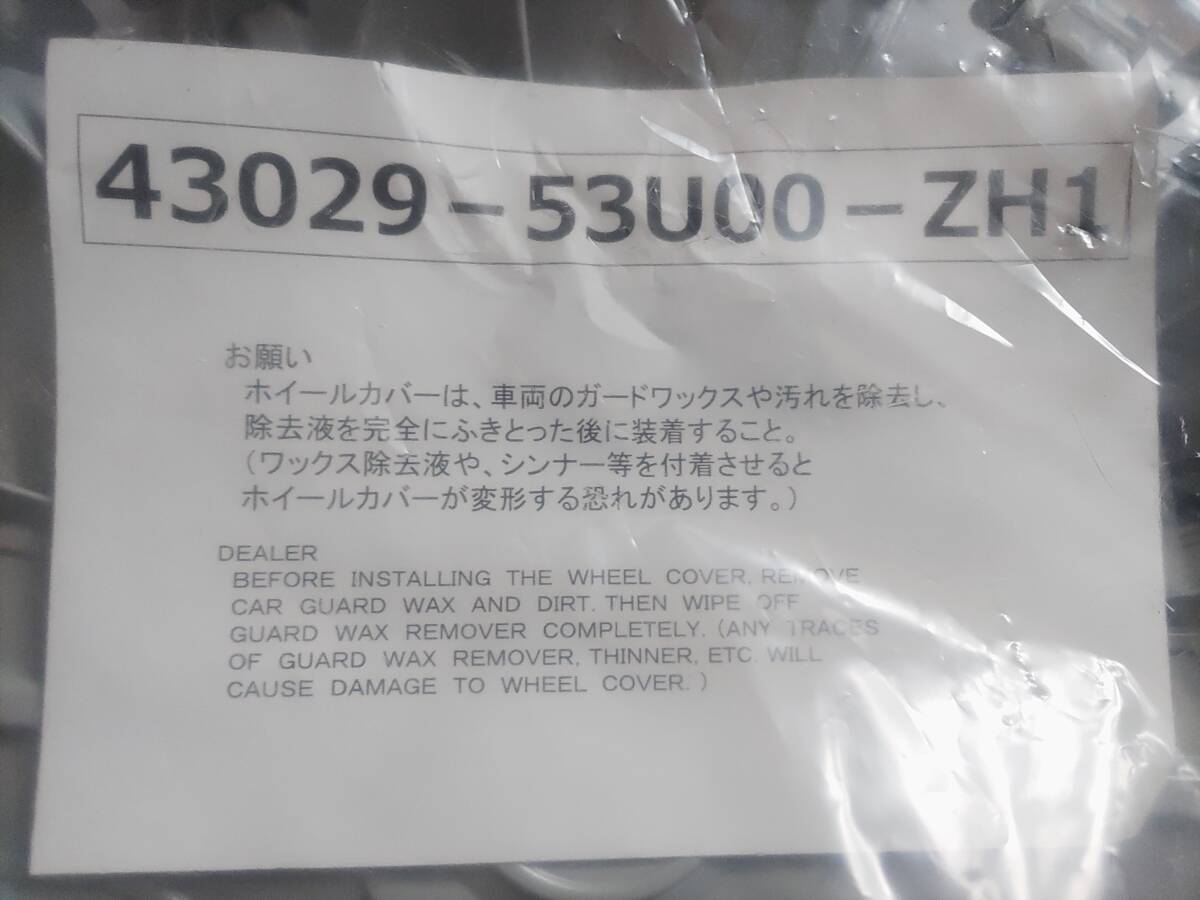 43029-53U00-ZH1
お願い
ホイールカバーは、車両のガードワックスや汚れを除去し、
除去液を完全にふきとった後に装着すること。
（ワックス除去液や、シンナー等を付着させると
ホイールカバーが変形する恐れがあります。）
DEALER
BEFORE INSTALLING THE WHEEL COVER, REMOVE
CAR GUARD WAX AND DIRT. THEN WIPE OFF
GUARD WAX REMOVER COMPLETELY. (ANY TRACES
OF GUARD WAX REMOVER, THINNER, ETC. WILL
CAUSE DAMAGE TO WHEEL COVER. )